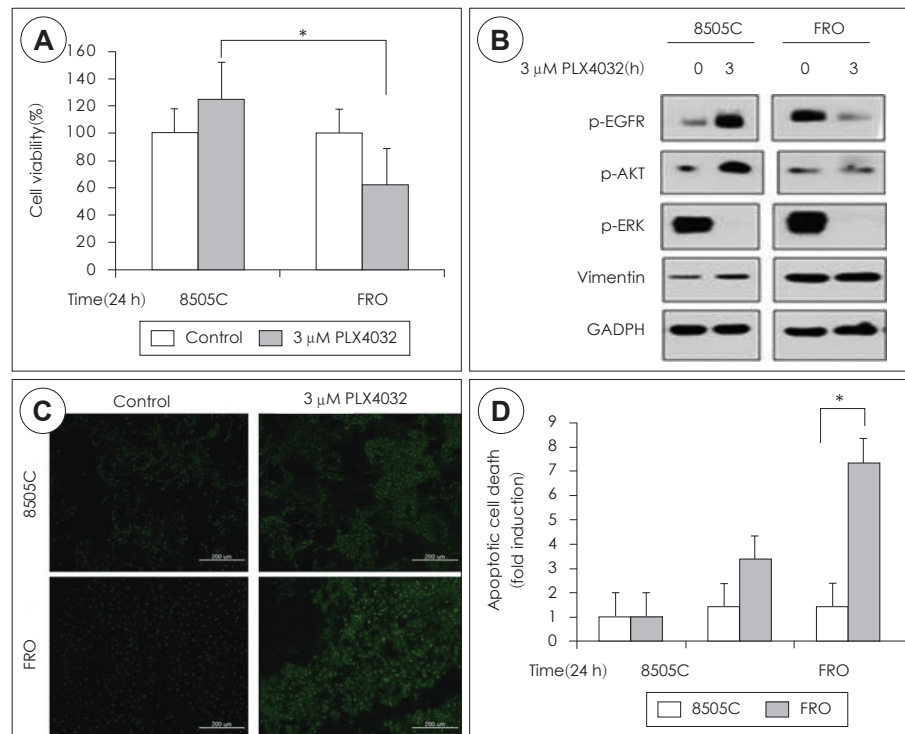 A
*
Cell viability(%)
160
140
120
100
80
60
40
20
0
Time(24 h) 8505C FRO
Control 3 μM PLX4032
B
8505C FRO
3 μM PLX4032(h) 0 3 0 3
p-EGFR
p-AKT
p-ERK
Vimentin
GADPH
C
Control 3 μM PLX4032
8505C
200 um 200 um
FRO
200 um 200 um
D
*
Apoptotic cell death
(fold induction)
9
8
7
6
5
4
3
2
1
0
Time(24 h) 8505C FRO
8505C FRO